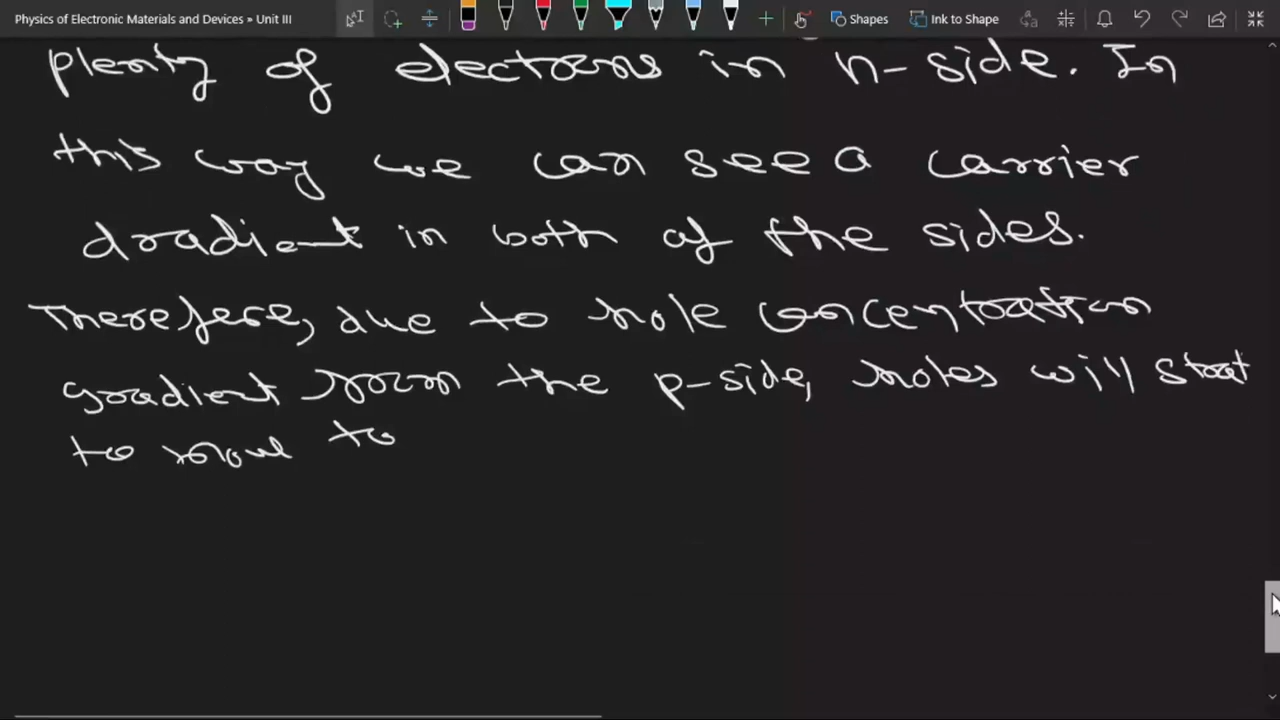 Physics of Electronic Materials and Devices » Unit III
Shapes
Ink to Shape
plenty of electrons in n-side. In
this way we can see a carrier
dradient in both of the sides.
Therefore, due to hole concentration
gradient from the p-side, holes will start
to move to